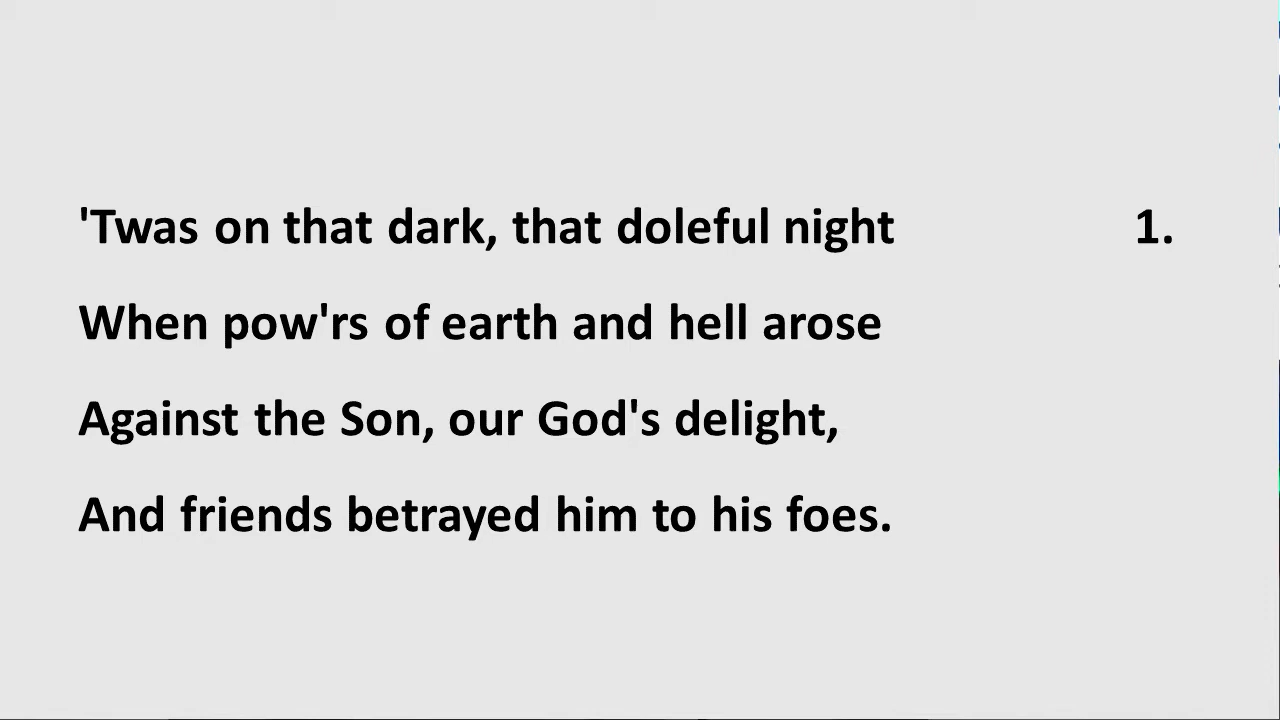 'Twas on that dark, that doleful night 1.
When pow'rs of earth and hell arose
Against the Son, our God's delight,
And friends betrayed him to his foes.